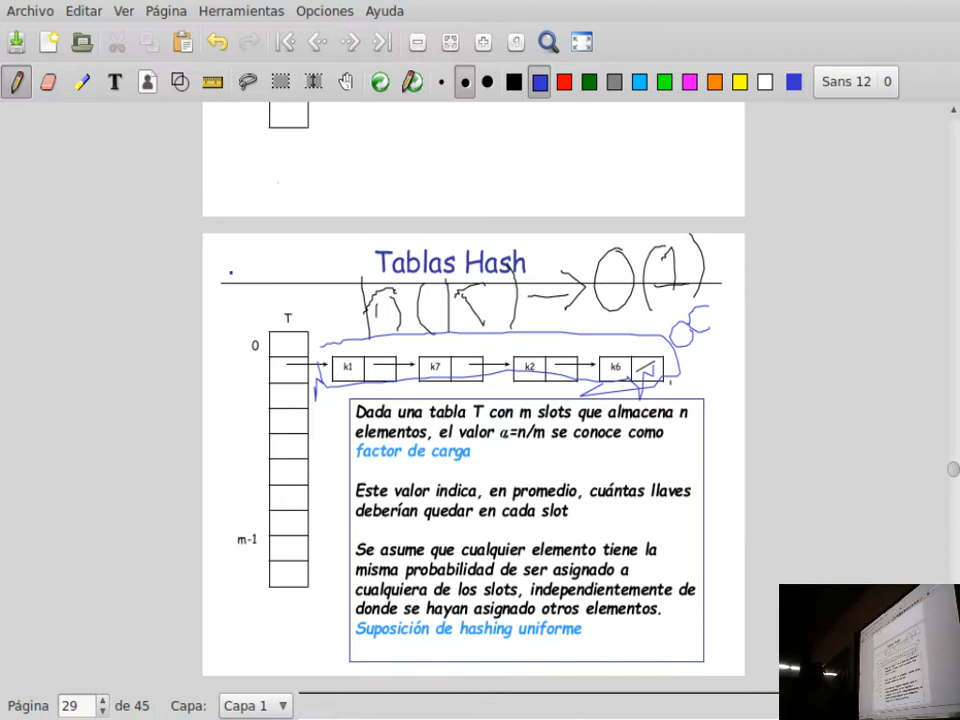 Archivo Editar Ver Página Herramientas Opciones Ayuda
T Sans 12 0
Tablas Hash
h(k) → O(1)
T
0
k1 k7 k2 k6
α
m-1
Dada una tabla T con m slots que almacena n
elementos, el valor α=n/m se conoce como
factor de carga
Este valor indica, en promedio, cuántas llaves
deberían quedar en cada slot
Se asume que cualquier elemento tiene la
misma probabilidad de ser asignado a
cualquiera de los slots, independientemente de
donde se hayan asignado otros elementos.
Suposición de hashing uniforme
Página 29 de 45 Capa: Capa 1